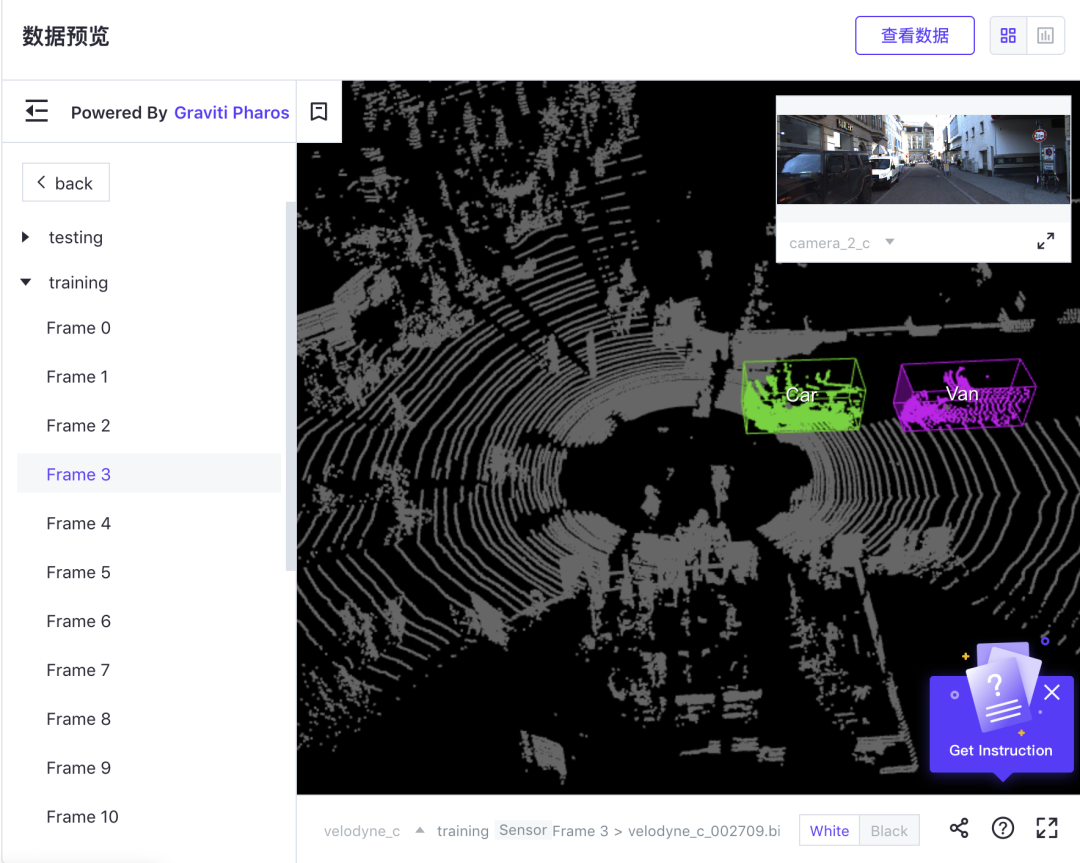 数据预览
查看数据
Powered By Graviti Pharos
back
testing
training
Frame 0
Frame 1
Frame 2
Frame 3
Frame 4
Frame 5
Frame 6
Frame 7
Frame 8
Frame 9
Frame 10
camera_2_c
Car
Van
?
Get Instruction
velodyne_c training Sensor Frame 3 > velodyne_c_002709.bi
White Black